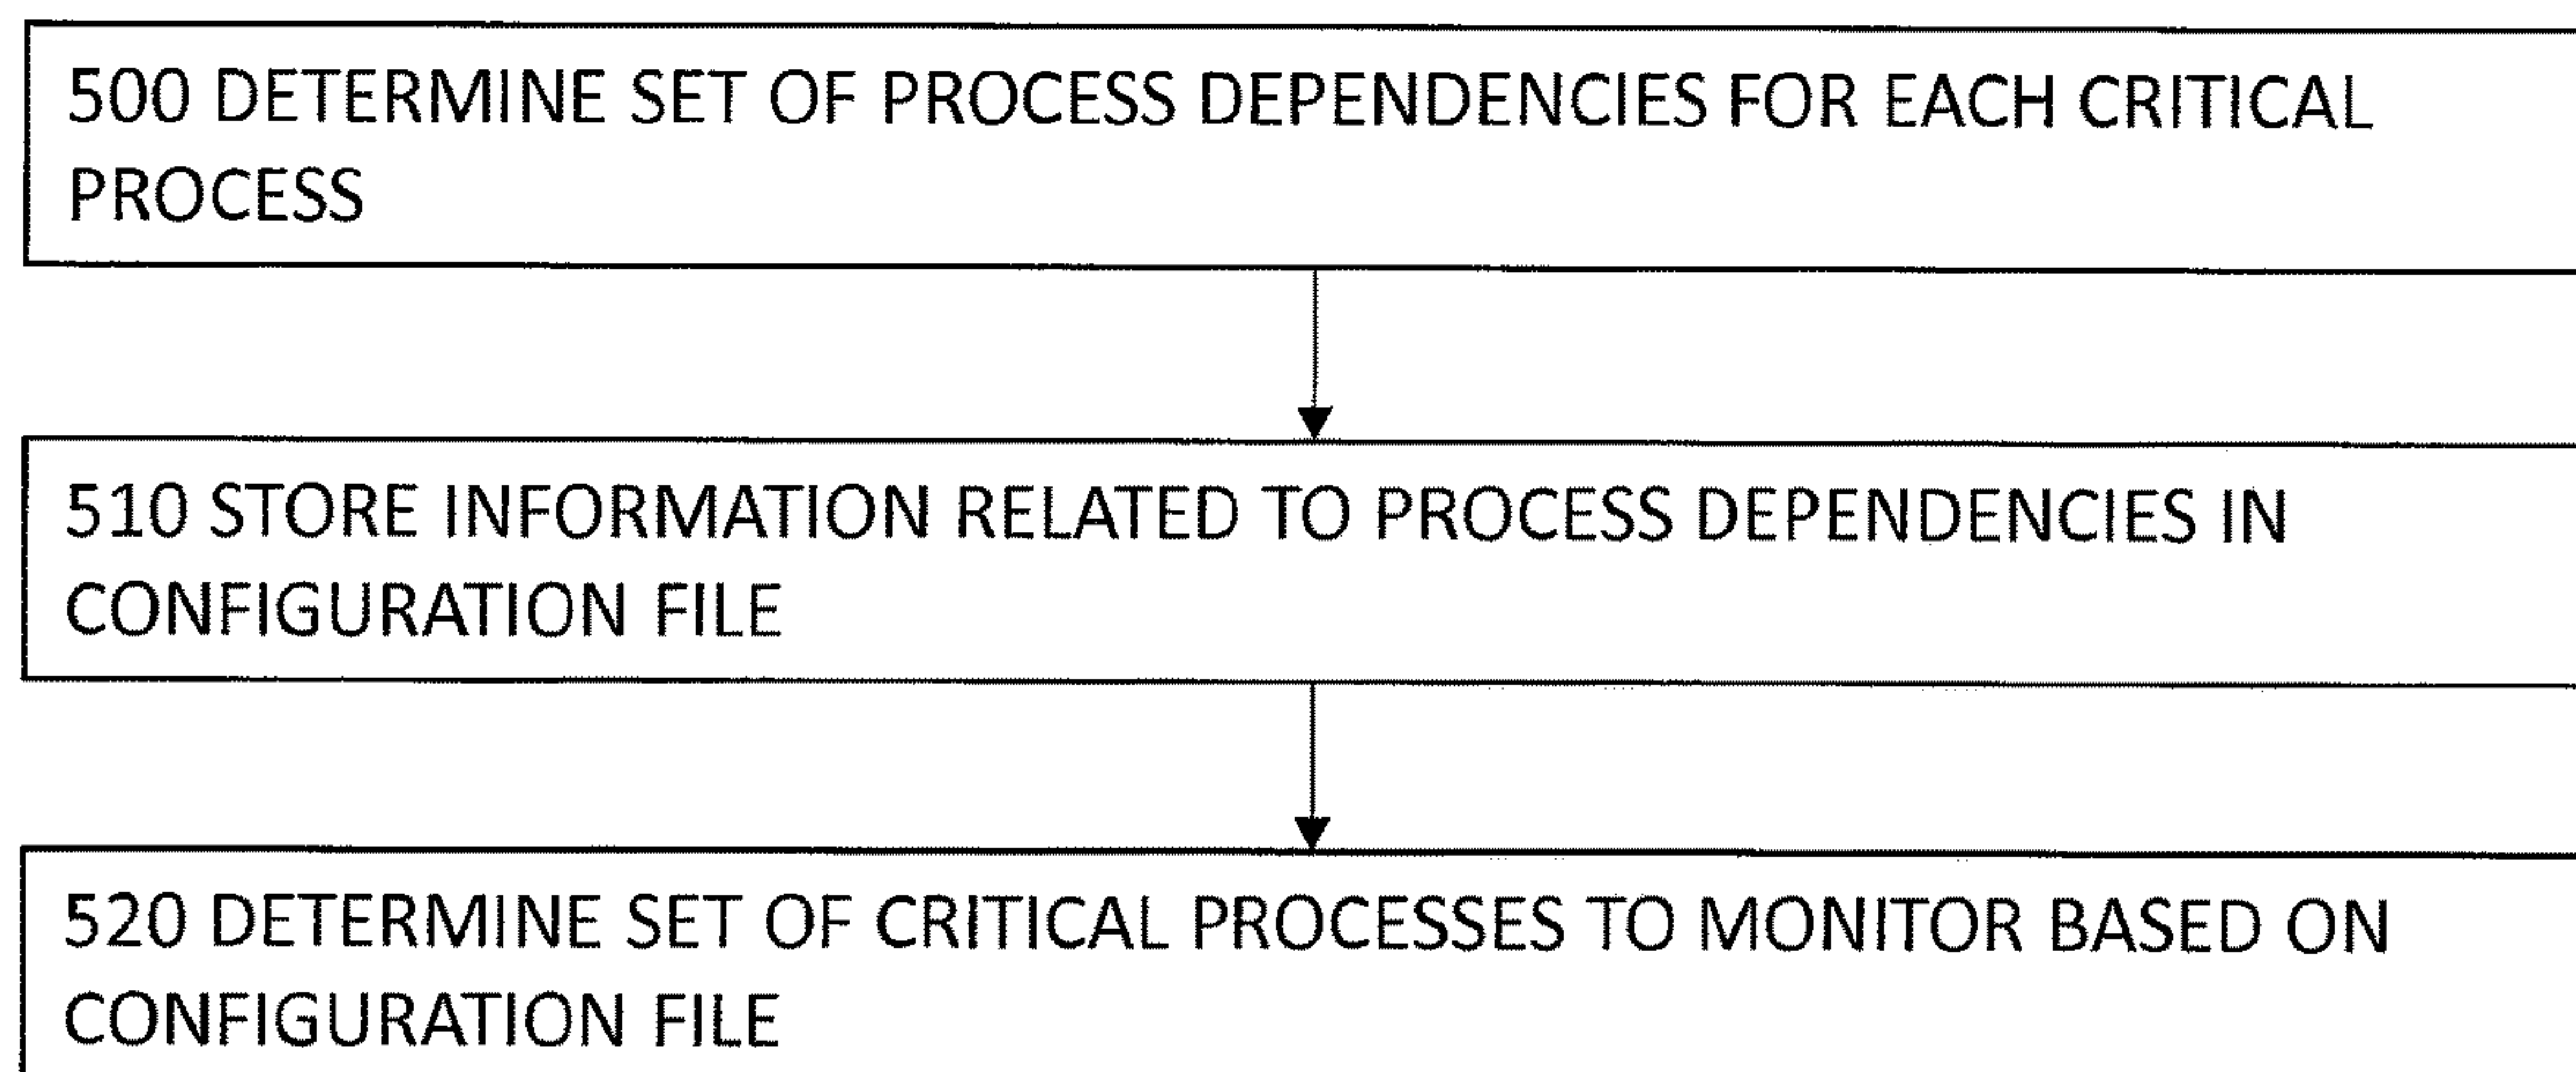 500 DETERMINE SET OF PROCESS DEPENDENCIES FOR EACH CRITICAL
PROCESS
510 STORE INFORMATION RELATED TO PROCESS DEPENDENCIES IN
CONFIGURATION FILE
520 DETERMINE SET OF CRITICAL PROCESSES TO MONITOR BASED ON
CONFIGURATION FILE